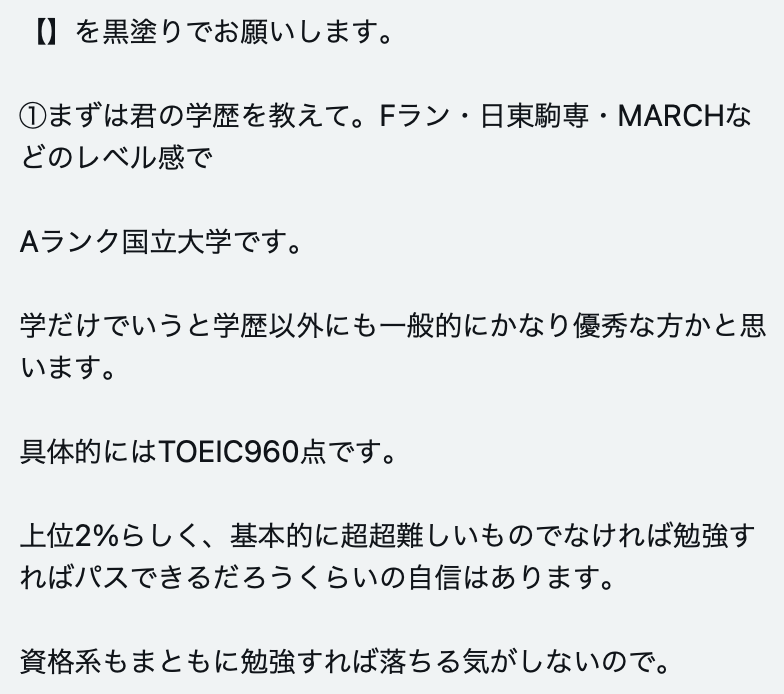 【】を黒塗りでお願いします。
①まずは君の学歴を教えて。Fラン・日東駒専・MARCHな
どのレベル感で
Aランク国立大学です。
学だけでいうと学歴以外にも一般的にかなり優秀な方かと思
います。
具体的にはTOEIC960点です。
上位2%らしく、基本的に超超難しいものでなければ勉強す
ればパスできるだろうくらいの自信はあります。
資格系もまともに勉強すれば落ちる気がしないので。